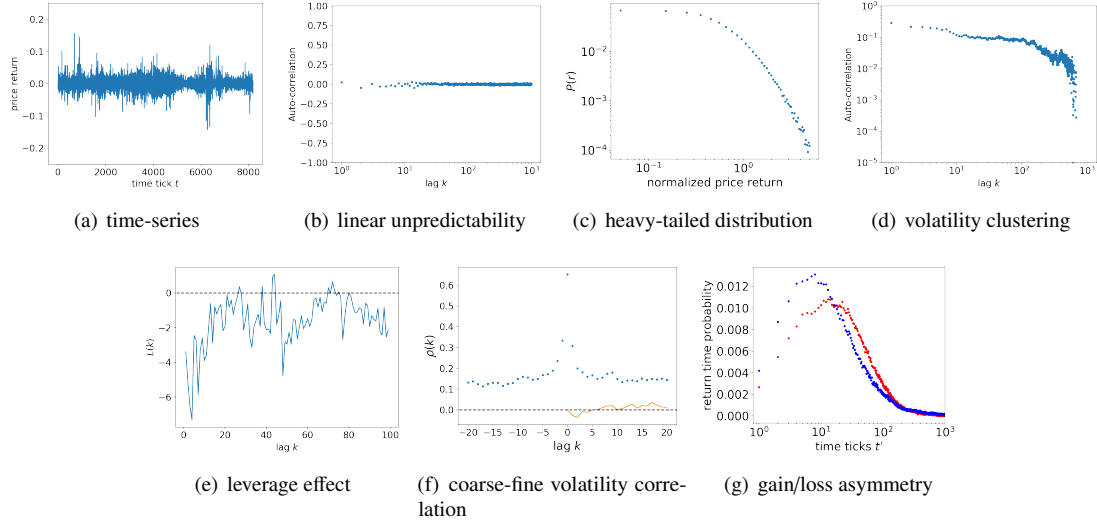 0.2
0.1
0.0
−0.1
−0.2
price return
0 2000 4000 6000 8000
time tick t
(a) time-series
1.00
0.75
0.50
0.25
0.00
−0.25
−0.50
−0.75
−1.00
Auto-correlation
10⁰ 10¹ 10² 10³
lag k
(b) linear unpredictability
10⁻²
10⁻³
10⁻⁴
P(r)
10⁻¹ 10⁰
normalized price return
(c) heavy-tailed distribution
10⁰
10⁻¹
10⁻²
10⁻³
10⁻⁴
10⁻⁵
Auto-correlation
10⁰ 10¹ 10² 10³
lag k
(d) volatility clustering
0
−2
−4
−6
L(k)
0 20 40 60 80 100
lag k
(e) leverage effect
0.6
0.5
0.4
0.3
0.2
0.1
0.0
ρ(k)
−20 −15 −10 −5 0 5 10 15 20
lag k
(f) coarse-fine volatility corre-
lation
0.012
0.010
0.008
0.006
0.004
0.002
0.000
return time probability
10⁰ 10¹ 10² 10³
time ticks t'
(g) gain/loss asymmetry